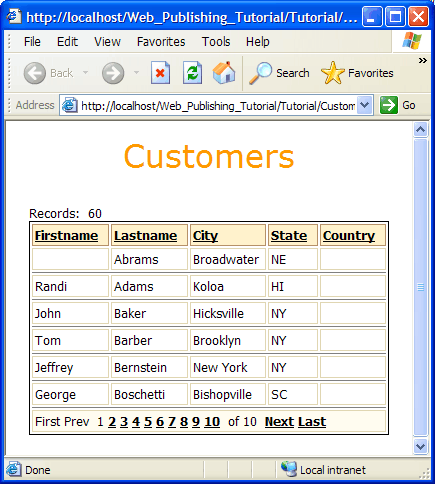 http://localhost/Web_Publishing_Tutorial/Tutorial/...
File Edit View Favorites Tools Help
Back Search Favorites
Address http://localhost/Web_Publishing_Tutorial/Tutorial/Custom Go
Customers
Records: 60
Firstname Lastname City State Country
Abrams Broadwater NE
Randi Adams Koloa HI
John Baker Hicksville NY
Tom Barber Brooklyn NY
Jeffrey Bernstein New York NY
George Boschetti Bishopville SC
First Prev 1 2 3 4 5 6 7 8 9 10 of 10 Next Last
Done Local intranet